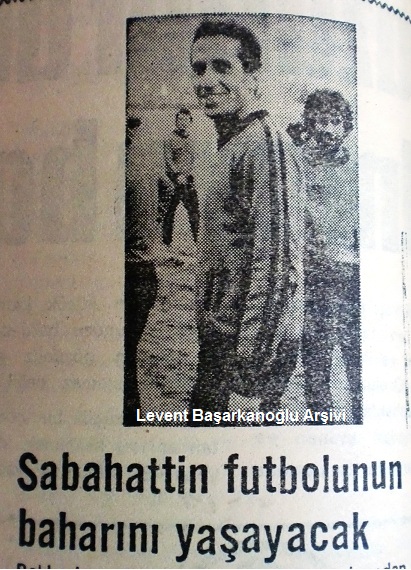 Levent Başarkanoğlu Arşivi
Sabahattin futbolunun
baharını yaşayacak